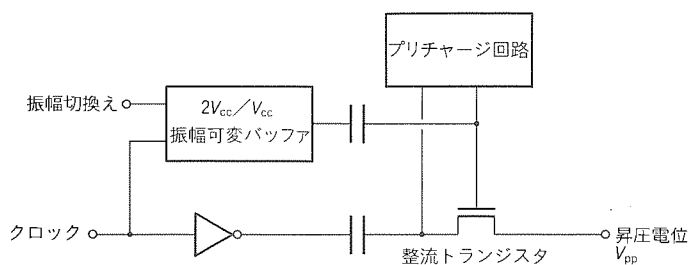 プリチャージ回路
振幅切換え
2Vcc／Vcc
振幅可変バッファ
クロック
整流トランジスタ
昇圧電位
Vpp